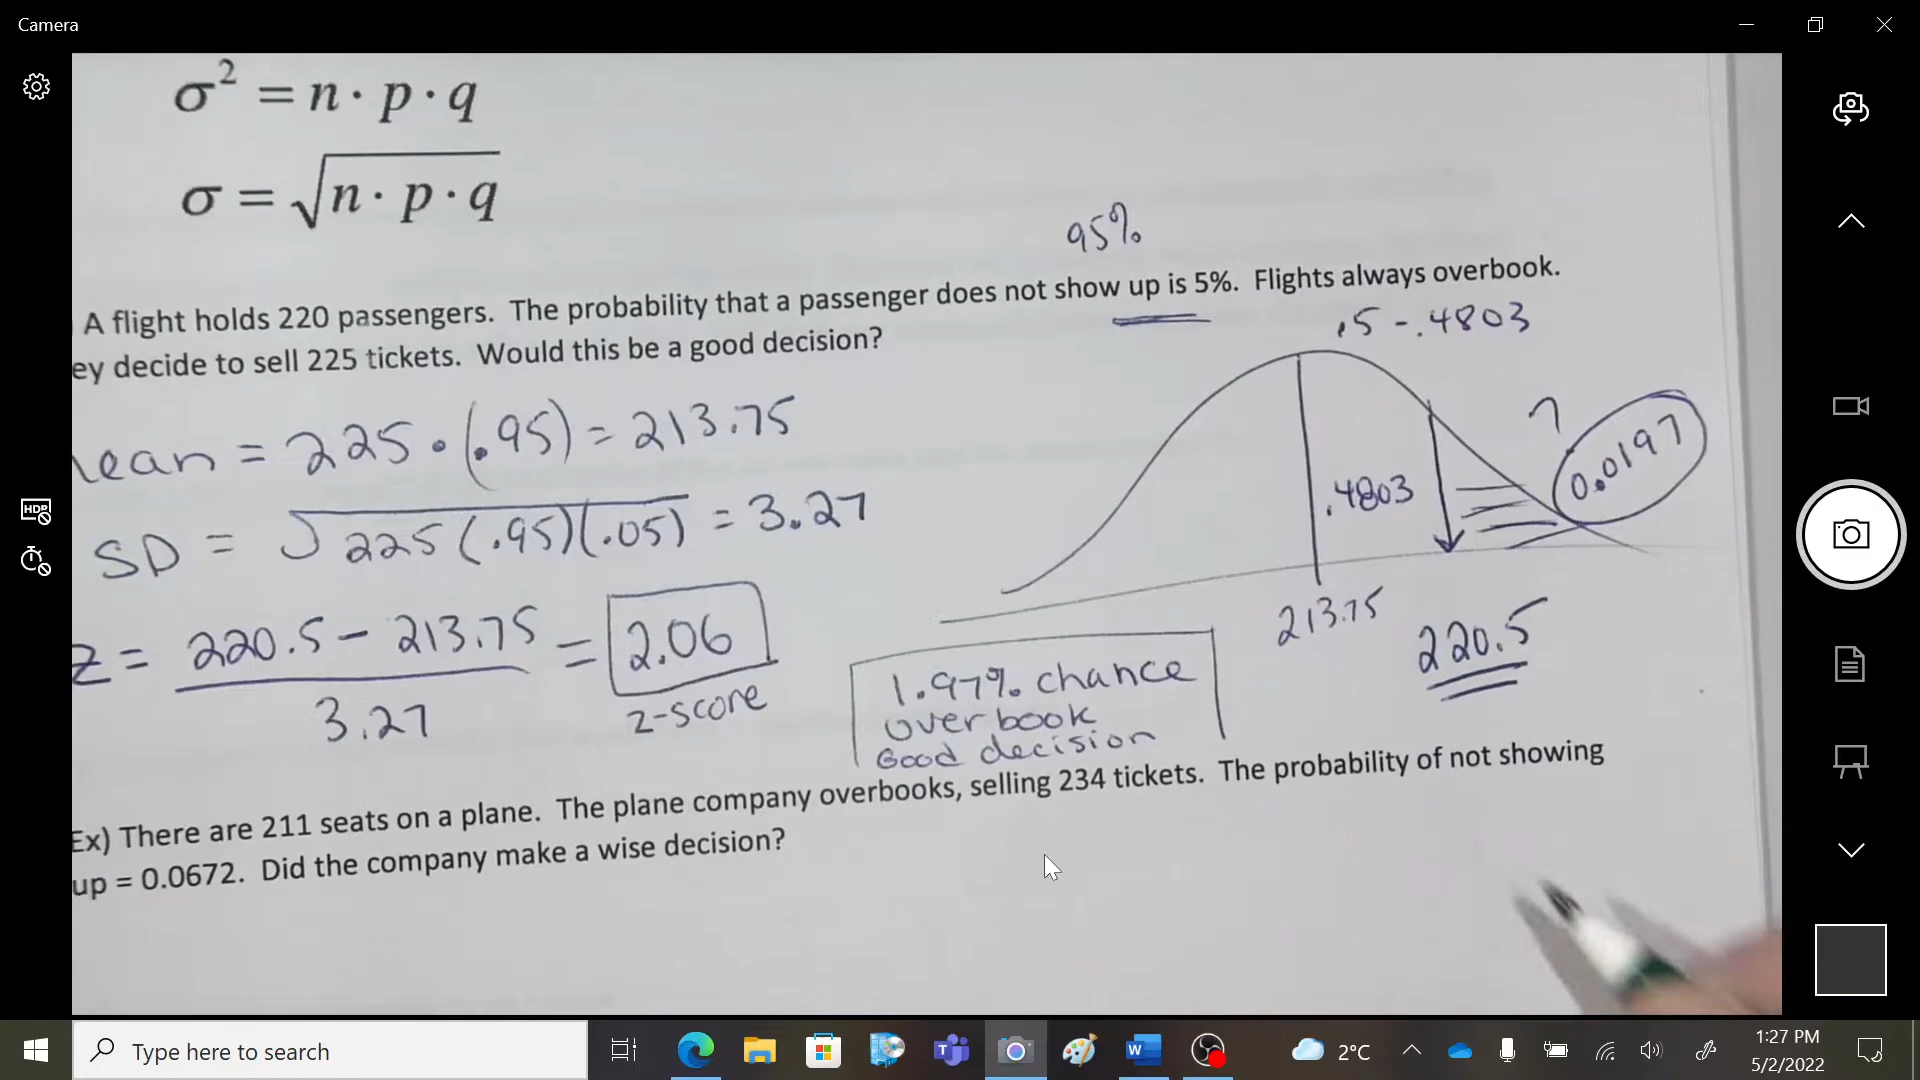 Camera
σ² = n · p · q
σ = √n · p · q
95%
A flight holds 220 passengers. The probability that a passenger does not show up is 5%. Flights always overbook.
.5 - .4803
ey decide to sell 225 tickets. Would this be a good decision?
ean = 225 · (.95) = 213.75
?
0.0197
.4803
SD = √225(.95)(.05) = 3.27
213.75
220.5
z = 220.5 - 213.75 / 3.27 = 2.06
z-score
1.97% chance
over book
Good decision
Ex) There are 211 seats on a plane. The plane company overbooks, selling 234 tickets. The probability of not showing
up = 0.0672. Did the company make a wise decision?
Type here to search
2°C
1:27 PM
5/2/2022